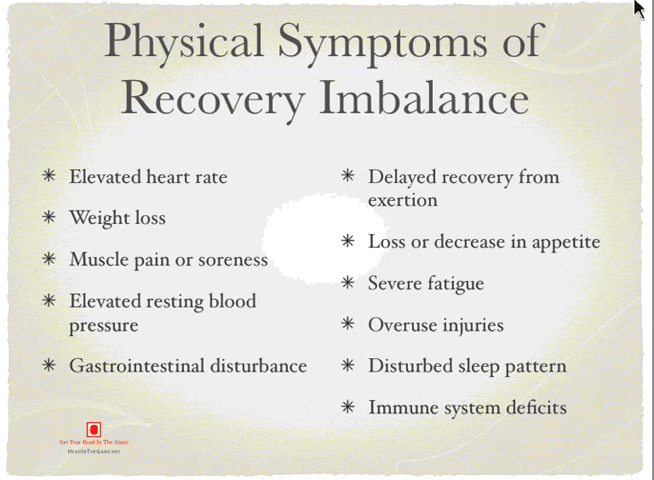 Physical Symptoms of
Recovery Imbalance
Elevated heart rate
Weight loss
Muscle pain or soreness
Elevated resting blood
pressure
Gastrointestinal disturbance
Delayed recovery from
exertion
Loss or decrease in appetite
Severe fatigue
Overuse injuries
Disturbed sleep pattern
Immune system deficits
Get Your Head In The Game
HeadInTheGame.net